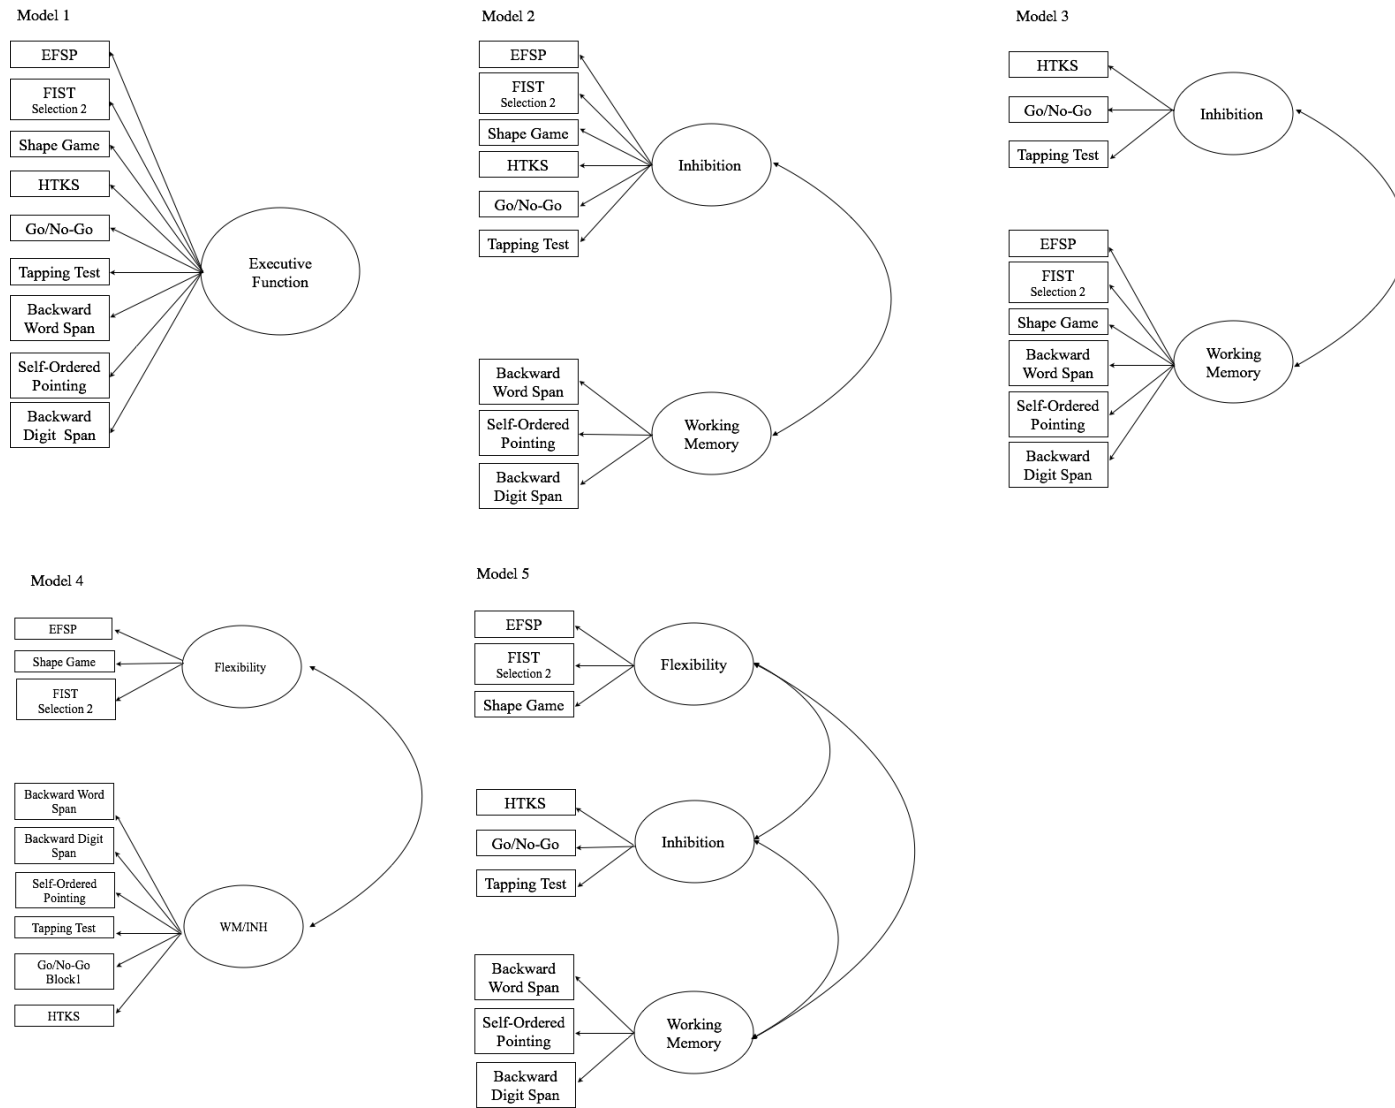 Model 1
EFSP
FIST
Selection 2
Shape Game
HTKS
Go/No-Go
Tapping Test
Backward
Word Span
Self-Ordered
Pointing
Backward
Digit Span
Executive
Function
Model 2
EFSP
FIST
Selection 2
Shape Game
HTKS
Go/No-Go
Tapping Test
Inhibition
Backward
Word Span
Self-Ordered
Pointing
Backward
Digit Span
Working
Memory
Model 3
HTKS
Go/No-Go
Tapping Test
Inhibition
EFSP
FIST
Selection 2
Shape Game
Backward
Word Span
Self-Ordered
Pointing
Backward
Digit Span
Working
Memory
Model 4
EFSP
Shape Game
FIST
Selection 2
Flexibility
Backward Word
Span
Backward Digit
Span
Self-Ordered
Pointing
Tapping Test
Go/No-Go
Block1
HTKS
WM/INH
Model 5
EFSP
FIST
Selection 2
Shape Game
Flexibility
HTKS
Go/No-Go
Tapping Test
Inhibition
Backward
Word Span
Self-Ordered
Pointing
Backward
Digit Span
Working
Memory